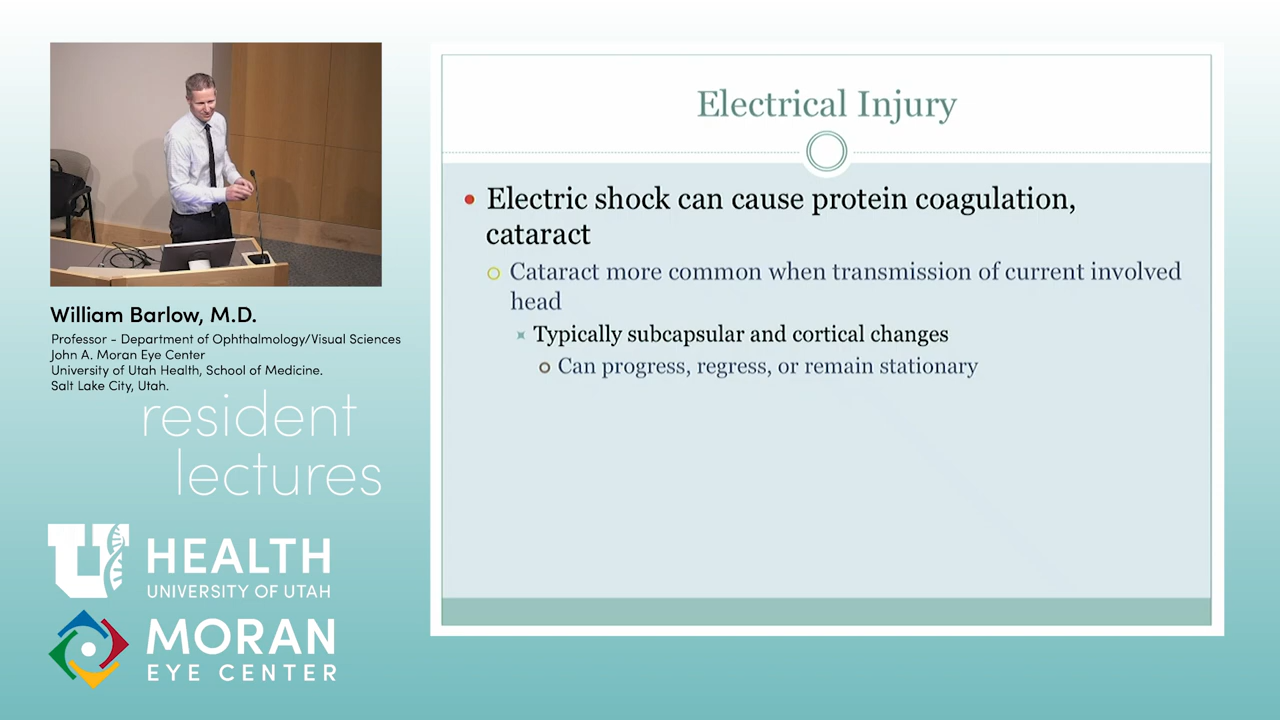 William Barlow, M.D.
Professor - Department of Ophthalmology/Visual Sciences
John A. Moran Eye Center
University of Utah Health, School of Medicine.
Salt Lake City, Utah.
resident
lectures
U
HEALTH
UNIVERSITY OF UTAH
MORAN
EYE CENTER
Electrical Injury
Electric shock can cause protein coagulation,
cataract
Cataract more common when transmission of current involved
head
Typically subcapsular and cortical changes
Can progress, regress, or remain stationary